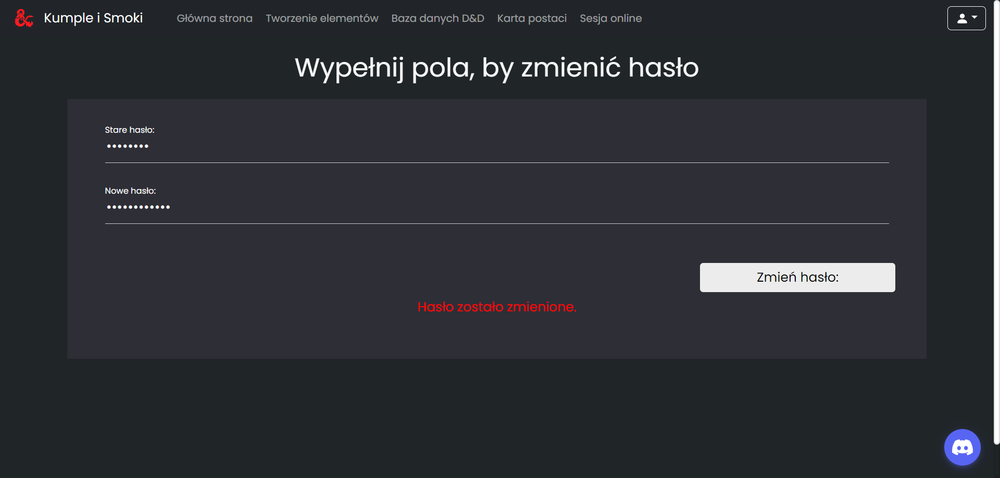 Kumple i Smoki Główna strona Tworzenie elementów Baza danych D&D Karta postaci Sesja online
Wypełnij pola, by zmienić hasło
Stare hasło:
••••••••
Nowe hasło:
••••••••••••
Zmień hasło:
Hasło zostało zmienione.